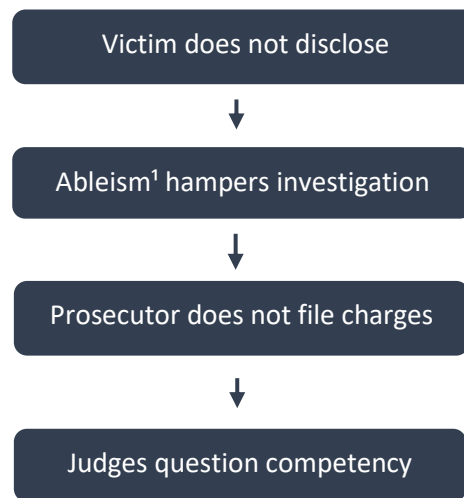 Victim does not disclose
Ableism¹ hampers investigation
Prosecutor does not file charges
Judges question competency